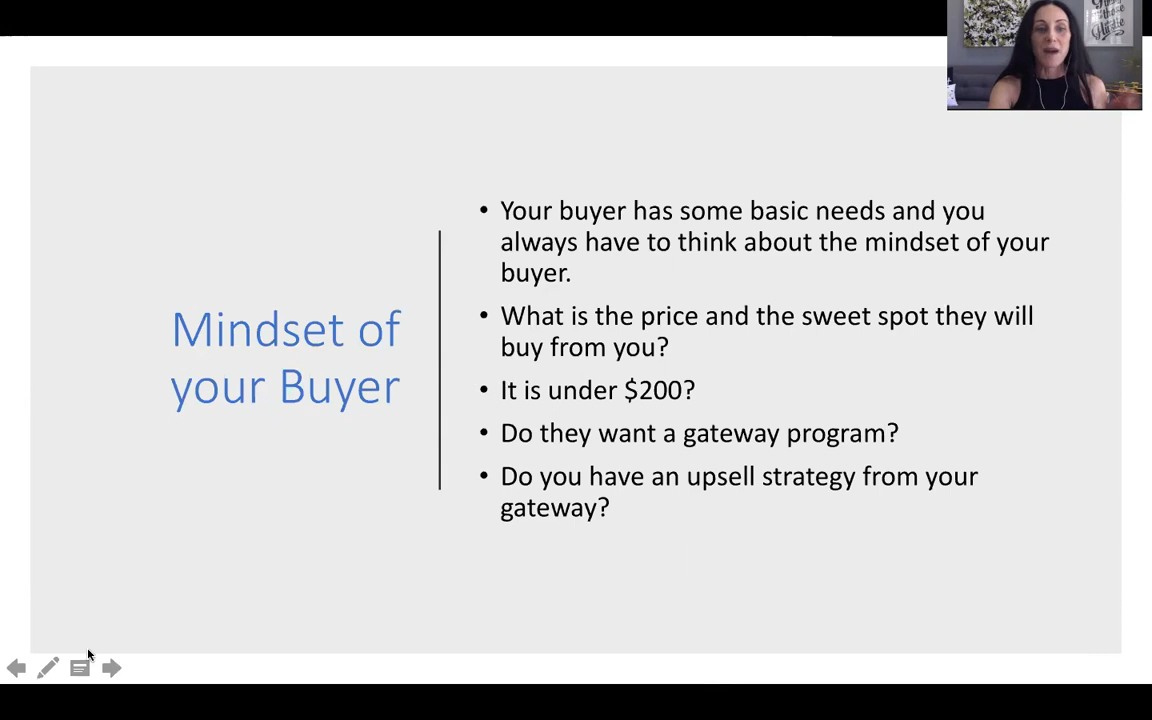 Mindset of
your Buyer
• Your buyer has some basic needs and you
always have to think about the mindset of your
buyer.
• What is the price and the sweet spot they will
buy from you?
• It is under $200?
• Do they want a gateway program?
• Do you have an upsell strategy from your
gateway?